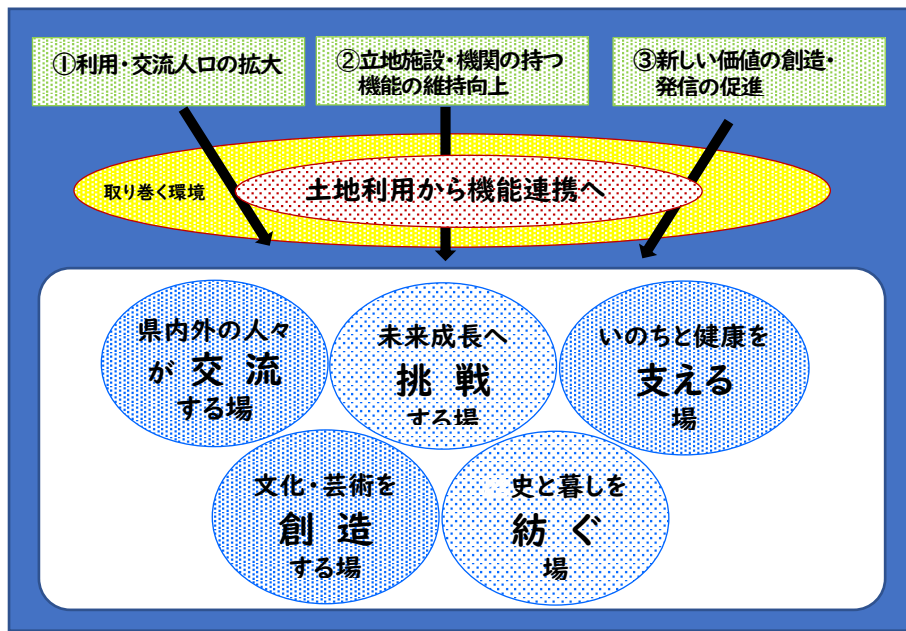 ①利用・交流人口の拡大
②立地施設・機関の持つ
機能の維持向上
③新しい価値の創造・
発信の促進
取り巻く環境
土地利用から機能連携へ
県内外の人々
が 交 流
する場
未来成長へ
挑 戦
する場
いのちと健康を
支える
場
文化・芸術を
創 造
する場
史と暮しを
紡 ぐ
場